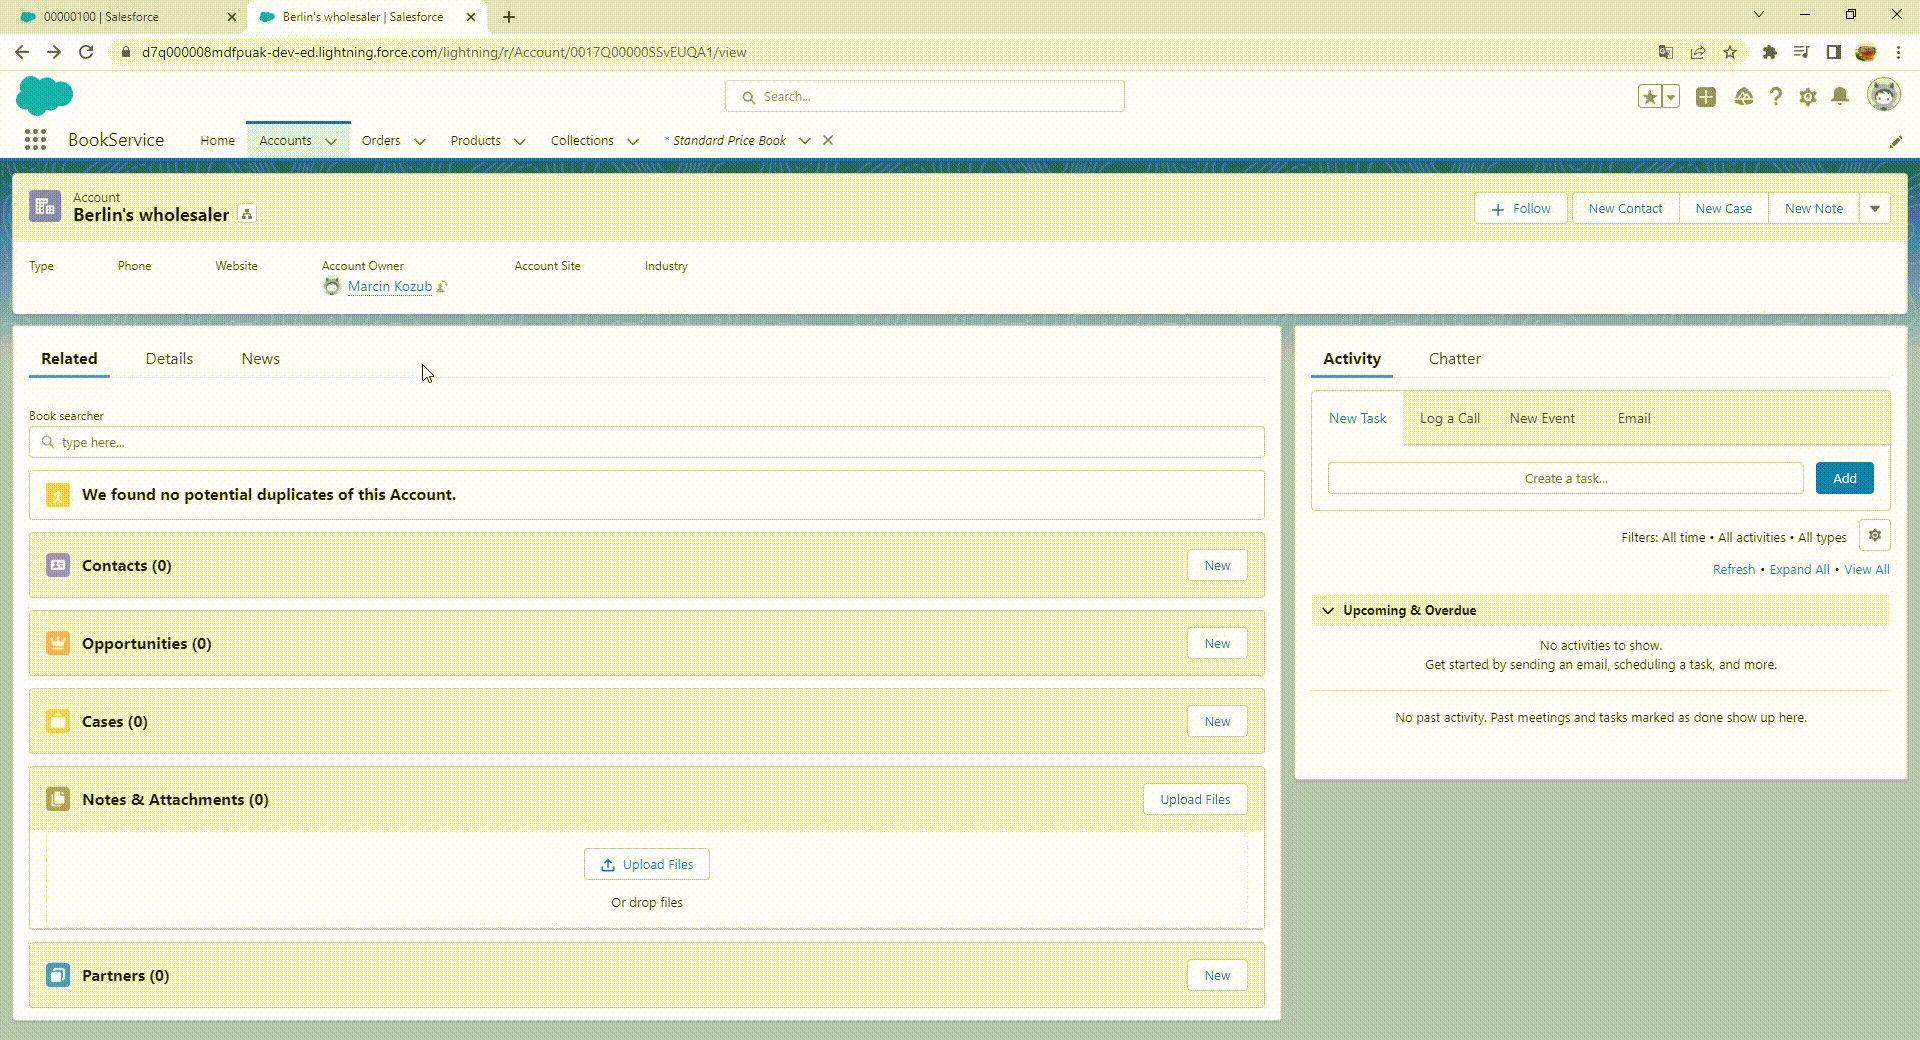 00000100 | Salesforce
Berlin's wholesaler | Salesforce
d7q000008mdfpuak-dev-ed.lightning.force.com/lightning/r/Account/0017Q00000SSvEUQA1/view
Search...
BookService
Home
Accounts
Orders
Products
Collections
* Standard Price Book
Account
Berlin's wholesaler
Follow
New Contact
New Case
New Note
Type
Phone
Website
Account Owner
Account Site
Industry
Marcin Kozub
Related
Details
News
Book searcher
type here...
We found no potential duplicates of this Account.
Contacts (0)
New
Opportunities (0)
New
Cases (0)
New
Notes & Attachments (0)
Upload Files
Upload Files
Or drop files
Partners (0)
New
Activity
Chatter
New Task
Log a Call
New Event
Email
Create a task...
Add
Filters: All time • All activities • All types
Refresh • Expand All • View All
Upcoming & Overdue
No activities to show.
Get started by sending an email, scheduling a task, and more.
No past activity. Past meetings and tasks marked as done show up here.